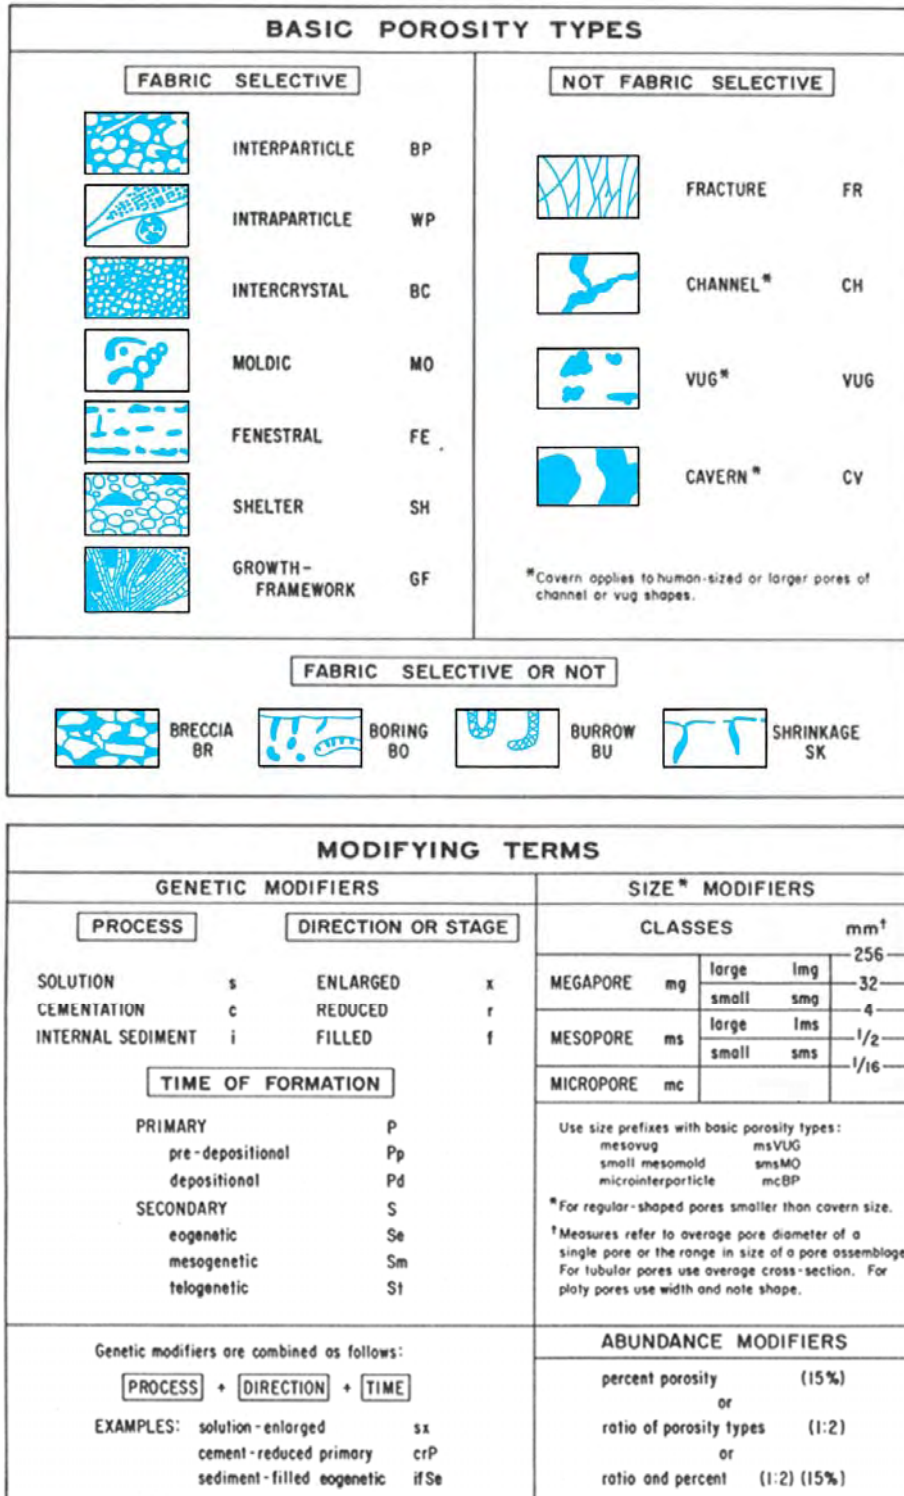 BASIC POROSITY TYPES
FABRIC SELECTIVE
INTERPARTICLE BP
INTRAPARTICLE WP
INTERCRYSTAL BC
MOLDIC MO
FENESTRAL FE
SHELTER SH
GROWTH-
FRAMEWORK GF
NOT FABRIC SELECTIVE
FRACTURE FR
CHANNEL* CH
VUG* VUG
CAVERN* CV
*Cavern applies to human-sized or larger pores of
channel or vug shapes.
FABRIC SELECTIVE OR NOT
BRECCIA
BR
BORING
BO
BURROW
BU
SHRINKAGE
SK
MODIFYING TERMS
GENETIC MODIFIERS
PROCESS DIRECTION OR STAGE
SOLUTION s ENLARGED x
CEMENTATION c REDUCED r
INTERNAL SEDIMENT i FILLED f
TIME OF FORMATION
PRIMARY P
pre-depositional Pp
depositional Pd
SECONDARY S
eogenetic Se
mesogenetic Sm
telogenetic St
Genetic modifiers are combined as follows:
PROCESS + DIRECTION + TIME
EXAMPLES: solution-enlarged sx
cement-reduced primary crP
sediment-filled eogenetic ifSe
SIZE* MODIFIERS
CLASSES mm†
256
MEGAPORE mg large lmg
32
small smg
4
MESOPORE ms large lms
1/2
small sms
1/16
MICROPORE mc
Use size prefixes with basic porosity types:
mesovug msVUG
small mesomold smsMO
microinterparticle mcBP
*For regular-shaped pores smaller than cavern size.
†Measures refer to average pore diameter of a
single pore or the range in size of a pore assemblage.
For tubular pores use average cross-section. For
platy pores use width and note shape.
ABUNDANCE MODIFIERS
percent porosity (15%)
or
ratio of porosity types (1:2)
or
ratio and percent (1:2) (15%)